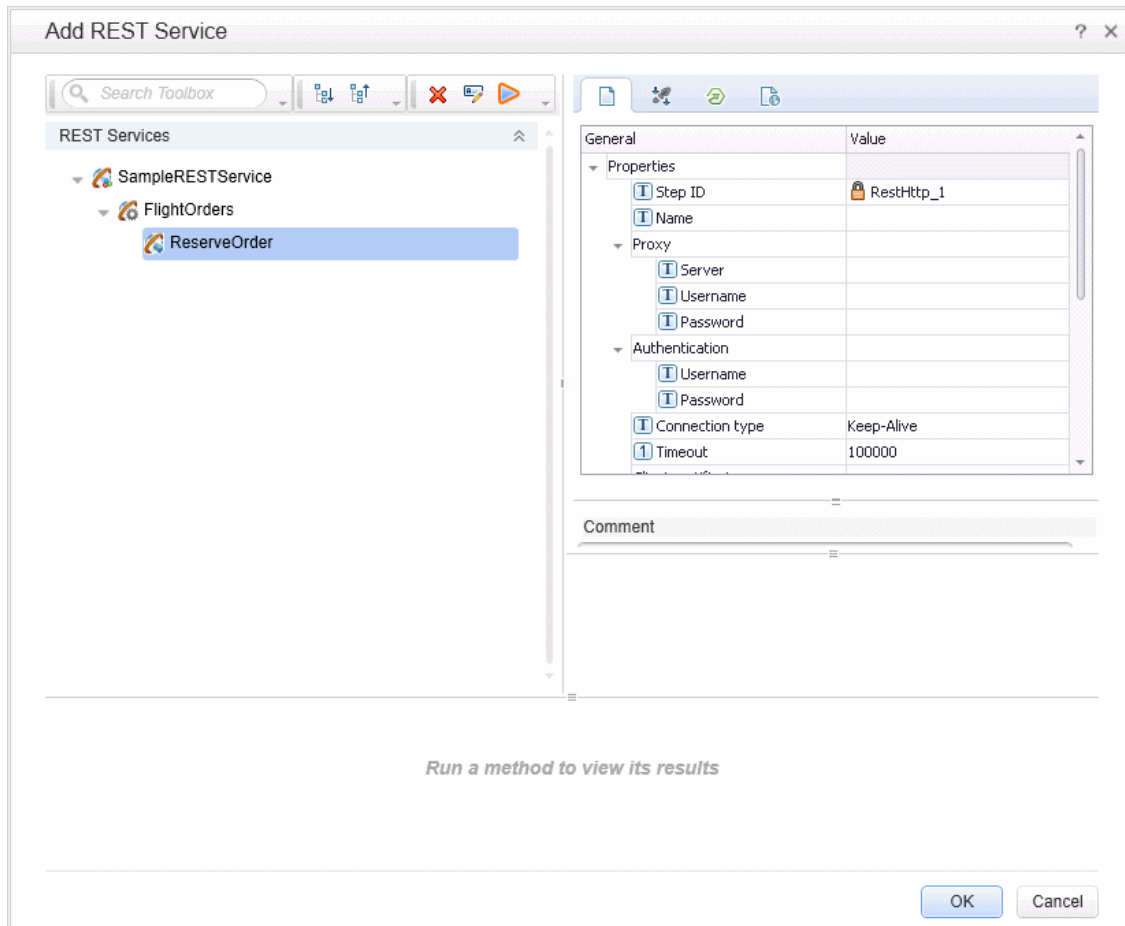 Add REST Service
?
Search Toolbox
REST Services
SampleRESTService
FlightOrders
ReserveOrder
General Value
Properties
T Step ID RestHttp_1
T Name
Proxy
T Server
T Username
T Password
Authentication
T Username
T Password
T Connection type Keep-Alive
1 Timeout 100000
Comment
Run a method to view its results
OK Cancel